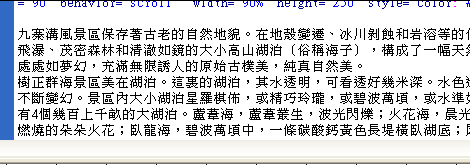 = "90" behavior="scroll" width="90%" height="250" style="color:
九寨溝風景區保存著古老的自然地貌。在地殼變遷、冰川剝蝕和岩溶等的
飛瀑、茂密森林和清澈如鏡的大小高山湖泊（俗稱海子），構成了一幅天
處處如夢幻，充滿無限誘人的原始古樸美，純真自然美。
樹正群海景區美在湖泊。這裏的湖泊，其水透明，可看透好幾米深。水色
不斷變幻。景區內大小湖泊星羅棋佈，或精巧玲瓏，或碧波萬頃，或水準如
有4個幾百上千畝的大湖泊。蘆葦海，蘆葦叢生，波光閃爍；火花海，晨光
燃燒的朵朵火花；臥龍海，碧波萬頃中，一條碳酸鈣黃色長堤橫臥湖底；